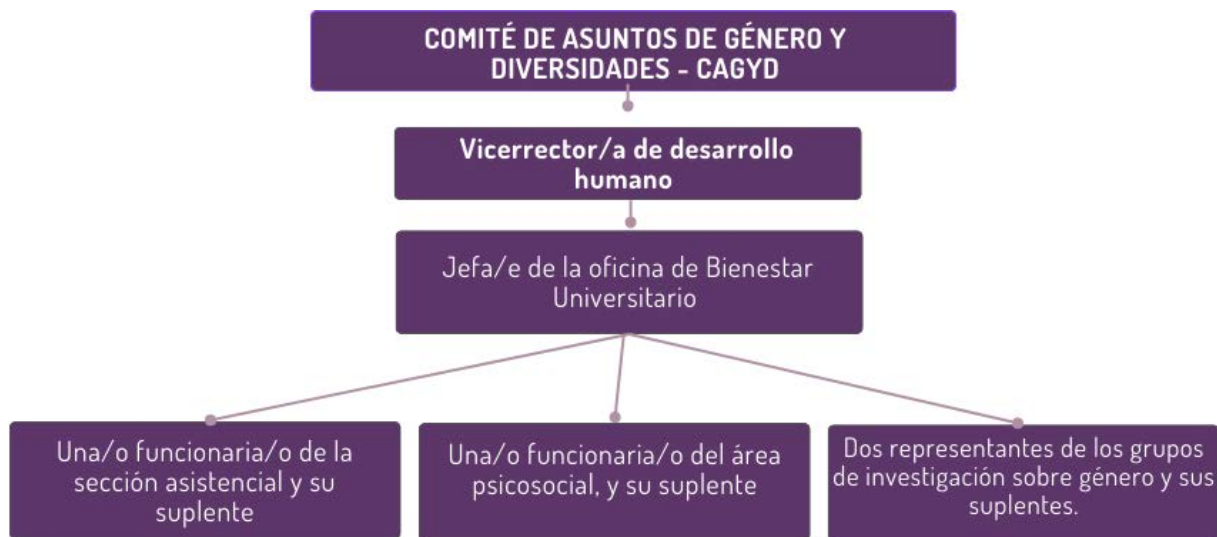 COMITÉ DE ASUNTOS DE GÉNERO Y
DIVERSIDADES - CAGYD
Vicerrector/a de desarrollo
humano
Jefa/e de la oficina de Bienestar
Universitario
Una/o funcionaria/o de la
sección asistencial y su
suplente
Una/o funcionaria/o del área
psicosocial, y su suplente
Dos representantes de los grupos
de investigación sobre género y sus
suplentes.